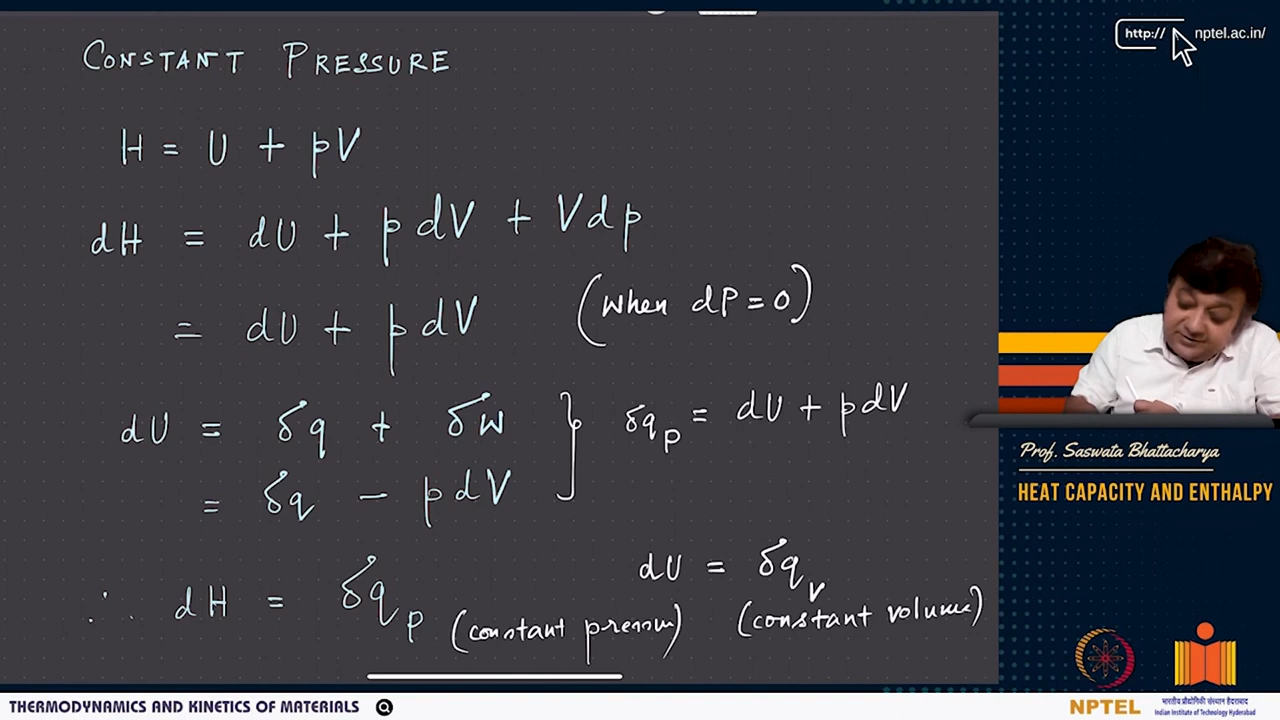 http://
nptel.ac.in/
CONSTANT PRESSURE
H = U + pV
dH = dU + pdV + Vdp
= dU + pdV (when dP = 0)
dU = δq + δw } δq_p = dU + pdV
= δq - pdV
dU = δq_v
∴ dH = δq_p (constant pressure) (constant volume)
Prof. Saswata Bhattacharya
HEAT CAPACITY AND ENTHALPY
THERMODYNAMICS AND KINETICS OF MATERIALS
NPTEL
भारतीय प्रौद्योगिकी संस्थान हैदराबाद
Indian Institute of Technology Hyderabad